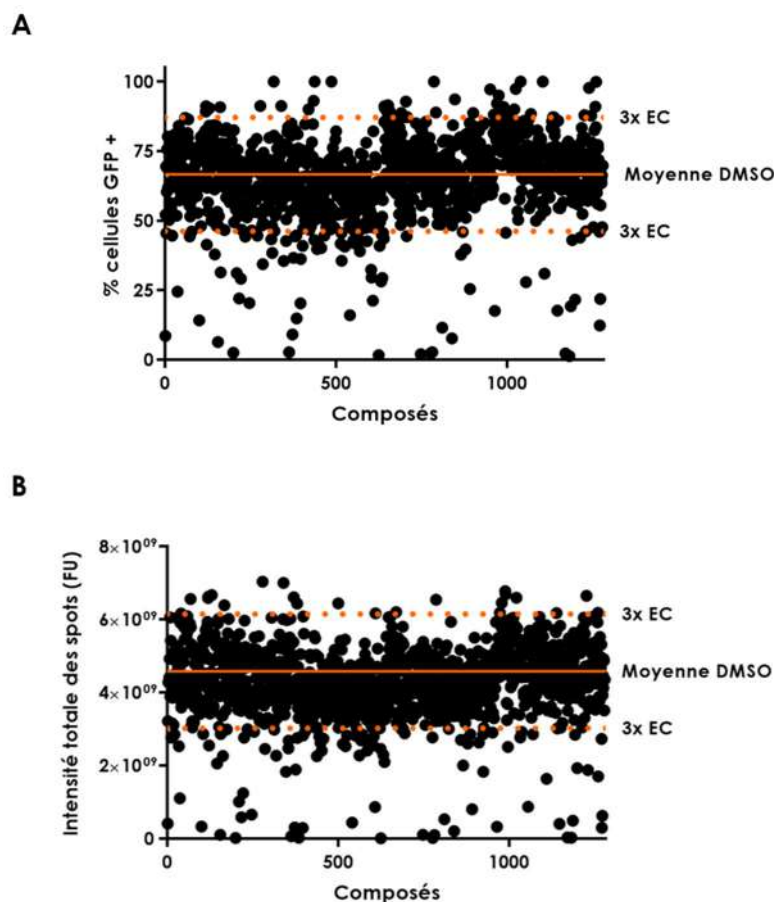 A
100
75
50
25
0
0
500
1000
% cellules GFP +
Composés
3x EC
Moyenne DMSO
3x EC
B
8×10⁰⁹
6×10⁰⁹
4×10⁰⁹
2×10⁰⁹
0
0
500
1000
Intensité totale des spots (FU)
Composés
3x EC
Moyenne DMSO
3x EC